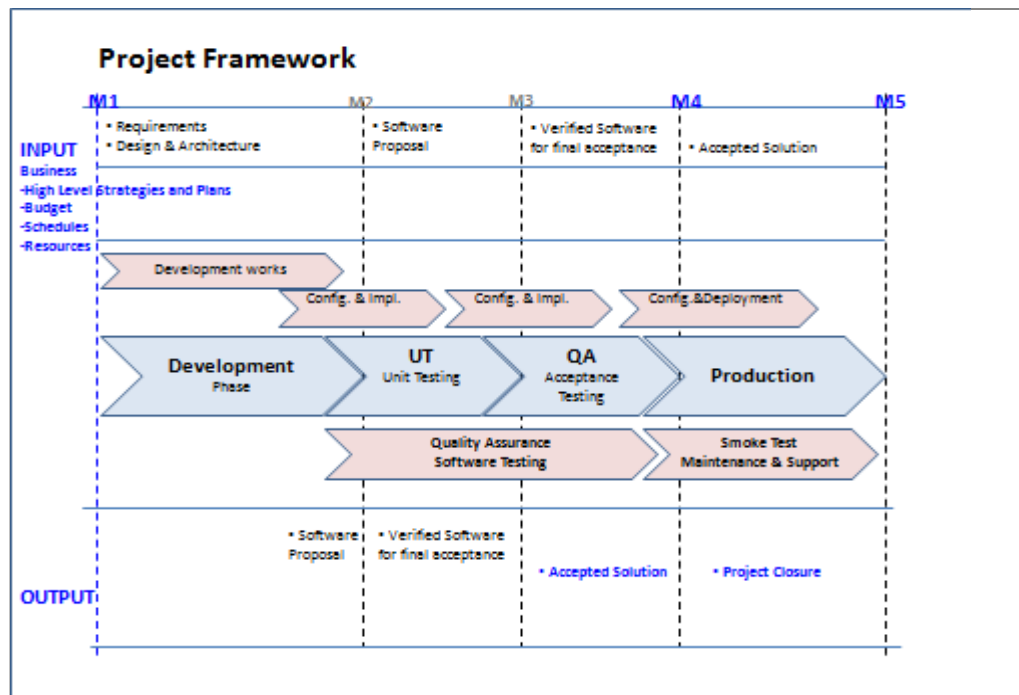 Project Framework
M1 M2 M3 M4 M5
• Requirements
• Design & Architecture
• Software
Proposal
• Verified Software
for final acceptance
• Accepted Solution
INPUT
Business
-High Level Strategies and Plans
-Budget
-Schedules
-Resources
Development works
Config. & Impl.
Config. & Impl.
Config.&Deployment
Development
Phase
UT
Unit Testing
QA
Acceptance
Testing
Production
Quality Assurance
Software Testing
Smoke Test
Maintenance & Support
• Software
Proposal
• Verified Software
for final acceptance
• Accepted Solution
• Project Closure
OUTPUT